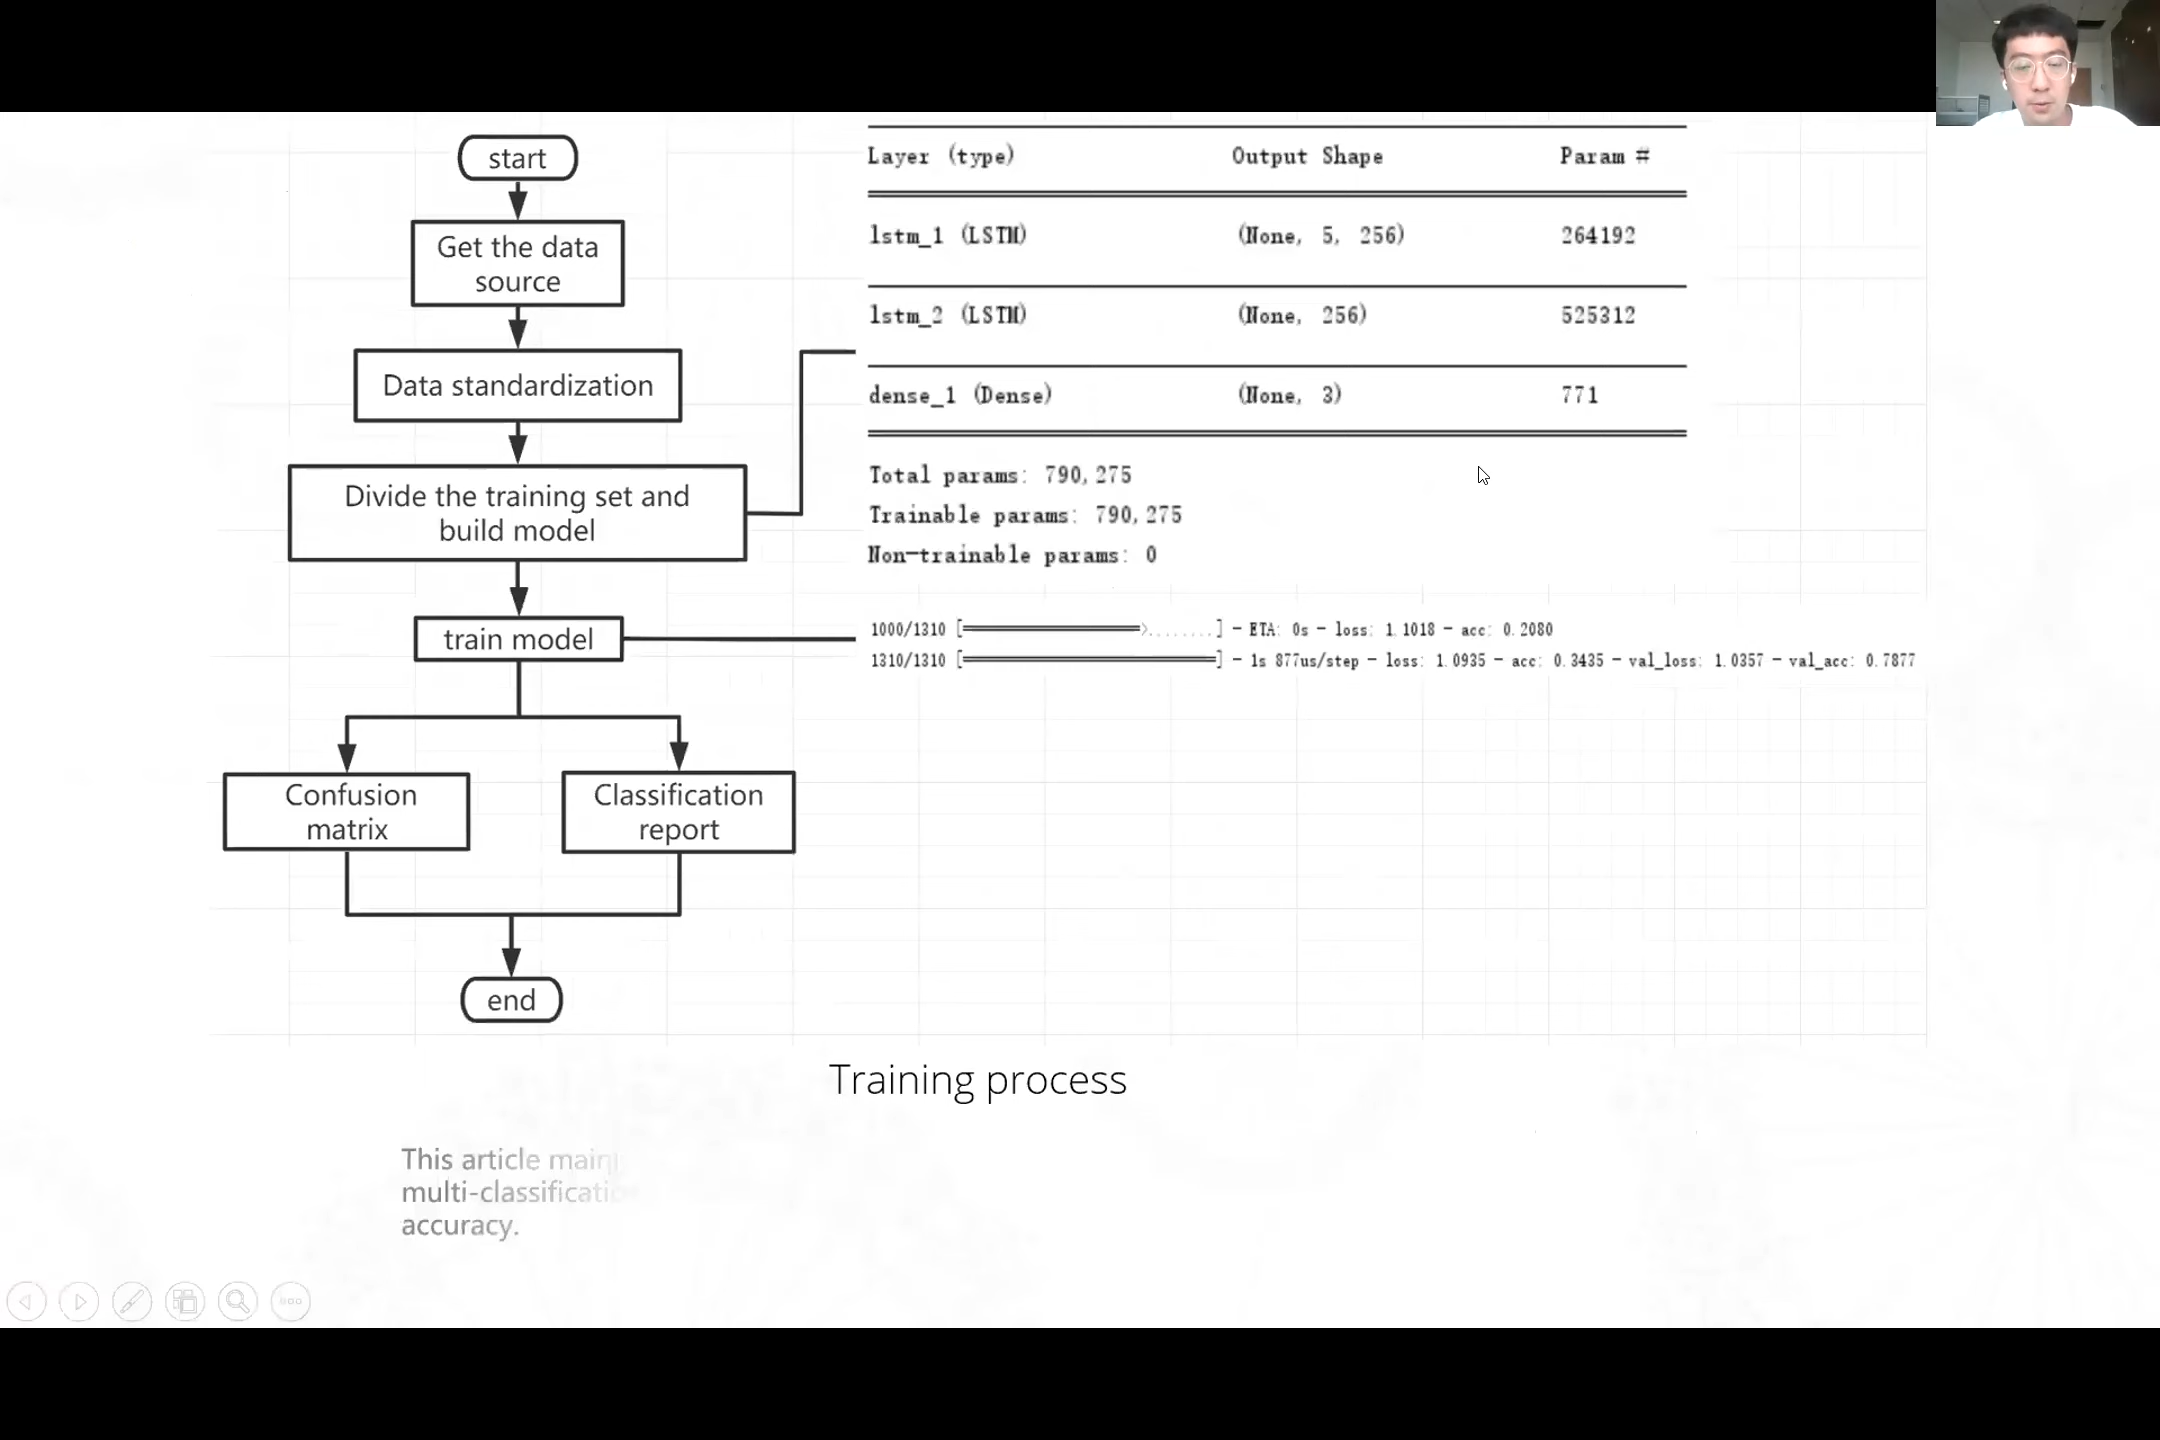 start
Get the data
source
Data standardization
Divide the training set and
build model
train model
Confusion
matrix
Classification
report
end
Layer (type) Output Shape Param #
lstm_1 (LSTM) (None, 5, 256) 264192
lstm_2 (LSTM) (None, 256) 525312
dense_1 (Dense) (None, 3) 771
Total params: 790,275
Trainable params: 790,275
Non-trainable params: 0
1000/1310 [====================>........] - ETA: 0s - loss: 1.1018 - acc: 0.2080
1310/1310 [==============================] - 1s 877us/step - loss: 1.0935 - acc: 0.3435 - val_loss: 1.0357 - val_acc: 0.7877
Training process
This article
accuracy.